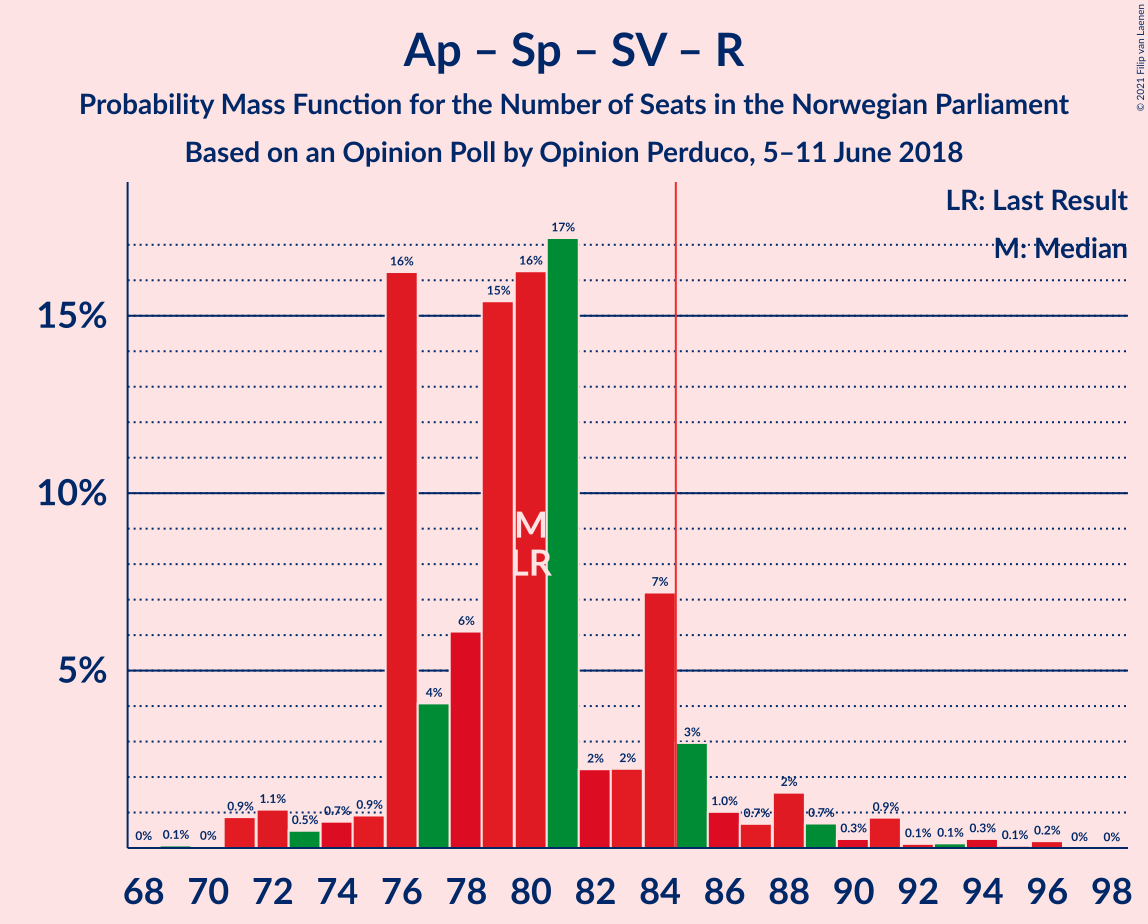 Ap – Sp – SV – R
Probability Mass Function for the Number of Seats in the Norwegian Parliament
Based on an Opinion Poll by Opinion Perduco, 5–11 June 2018
© 2021 Filip van Laenen
LR: Last Result
M: Median
15%
10%
5%
0% 0.1% 0% 0.9% 1.1% 0.5% 0.7% 0.9% 16% 4% 6% 15% 16% 17% 2% 2% 7% 3% 1.0% 0.7% 2% 0.7% 0.3% 0.9% 0.1% 0.1% 0.3% 0.1% 0.2% 0% 0%
M
LR
68 70 72 74 76 78 80 82 84 86 88 90 92 94 96 98